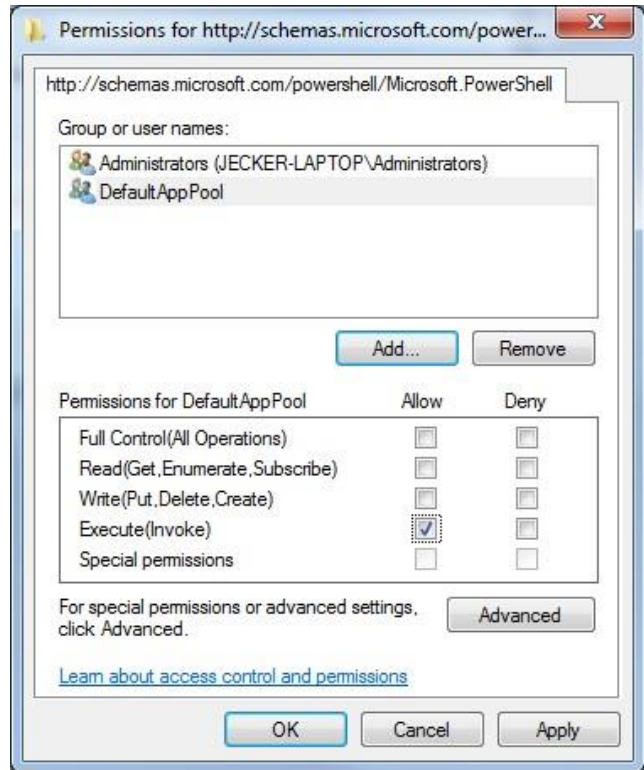 Permissions for http://schemas.microsoft.com/power...
http://schemas.microsoft.com/powershell/Microsoft.PowerShell
Group or user names:
Administrators (JECKER-LAPTOP\Administrators)
DefaultAppPool
Add... Remove
Permissions for DefaultAppPool Allow Deny
Full Control(All Operations)
Read(Get,Enumerate,Subscribe)
Write(Put,Delete,Create)
Execute(Invoke)
Special permissions
For special permissions or advanced settings,
click Advanced.
Advanced
Learn about access control and permissions
OK Cancel Apply